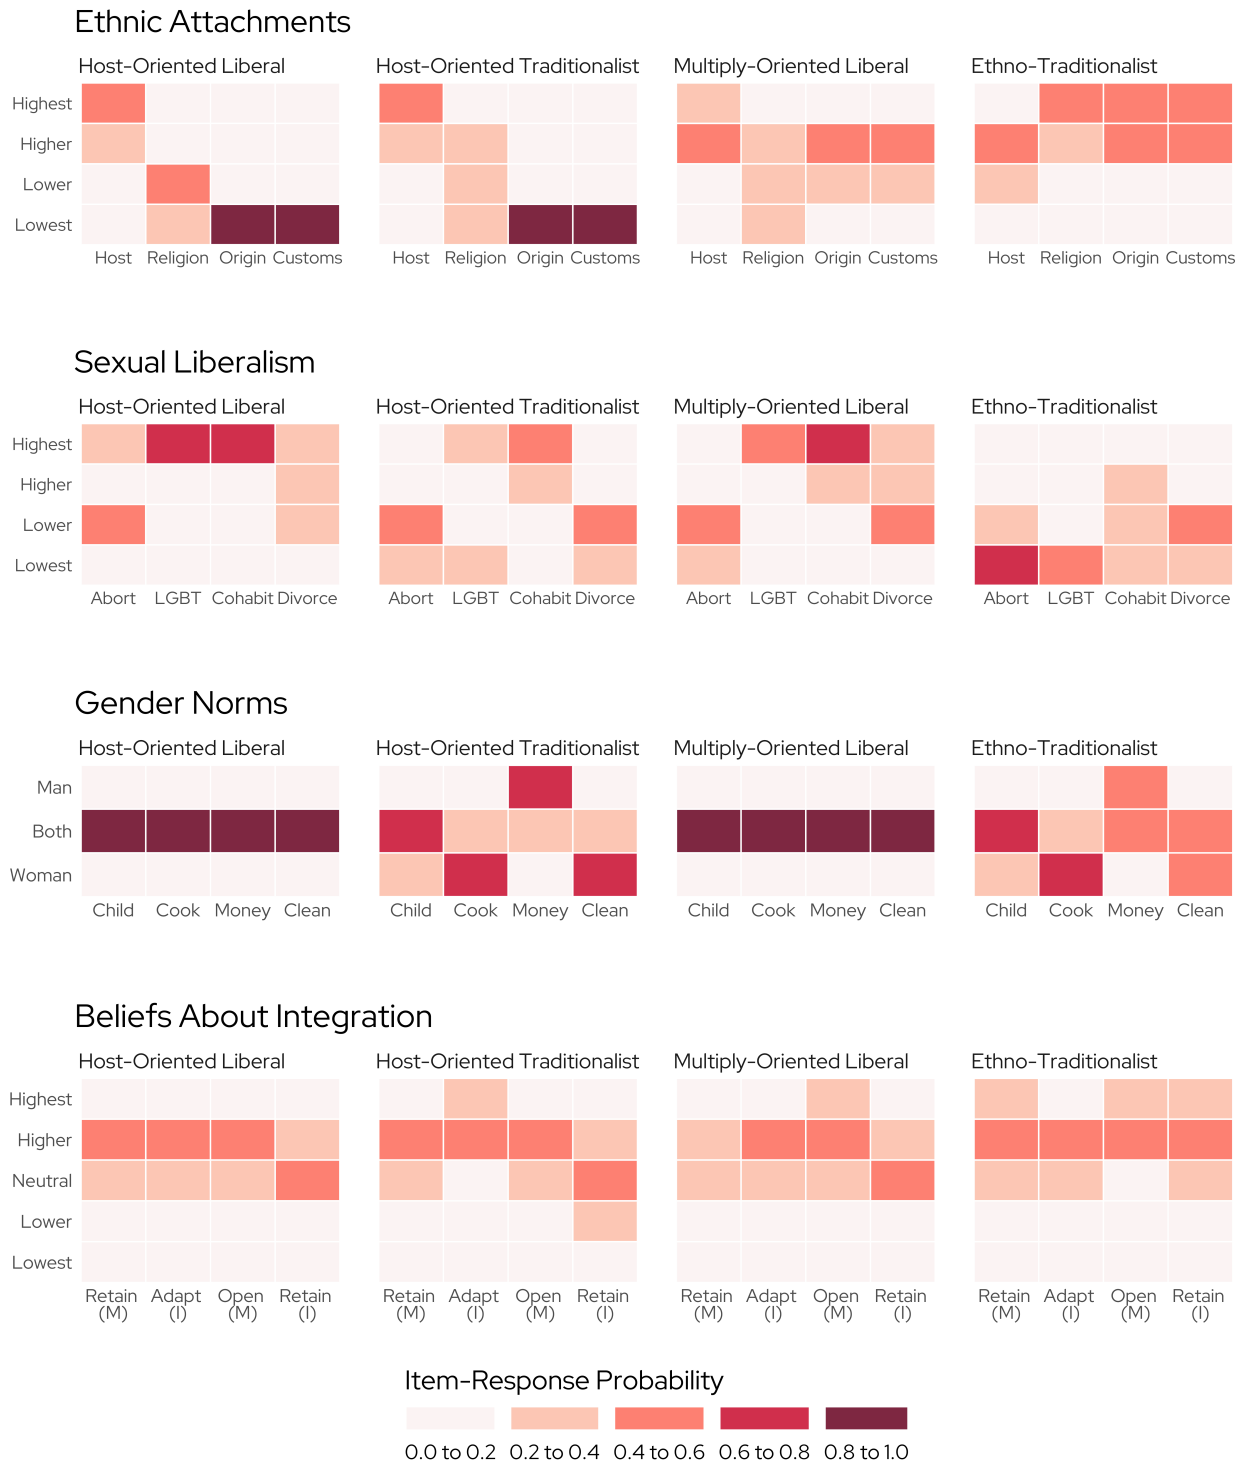 Ethnic Attachments
Host-Oriented Liberal Host-Oriented Traditionalist Multiply-Oriented Liberal Ethno-Traditionalist
Highest
Higher
Lower
Lowest
Host Religion Origin Customs Host Religion Origin Customs Host Religion Origin Customs Host Religion Origin Customs
Sexual Liberalism
Host-Oriented Liberal Host-Oriented Traditionalist Multiply-Oriented Liberal Ethno-Traditionalist
Highest
Higher
Lower
Lowest
Abort LGBT Cohabit Divorce Abort LGBT Cohabit Divorce Abort LGBT Cohabit Divorce Abort LGBT Cohabit Divorce
Gender Norms
Host-Oriented Liberal Host-Oriented Traditionalist Multiply-Oriented Liberal Ethno-Traditionalist
Man
Both
Woman
Child Cook Money Clean Child Cook Money Clean Child Cook Money Clean Child Cook Money Clean
Beliefs About Integration
Host-Oriented Liberal Host-Oriented Traditionalist Multiply-Oriented Liberal Ethno-Traditionalist
Highest
Higher
Neutral
Lower
Lowest
Retain Adapt Open Retain Retain Adapt Open Retain Retain Adapt Open Retain Retain Adapt Open Retain
(M) (I) (M) (I) (M) (I) (M) (I) (M) (I) (M) (I) (M) (I) (M) (I)
Item-Response Probability
0.0 to 0.2 0.2 to 0.4 0.4 to 0.6 0.6 to 0.8 0.8 to 1.0